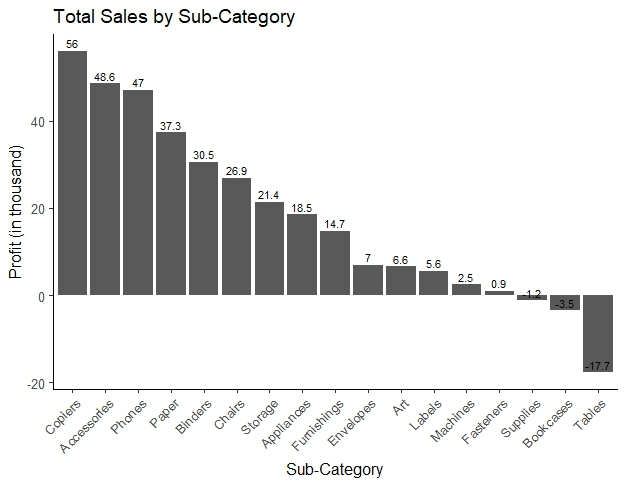 Total Sales by Sub-Category
56
48.6
47
37.3
30.5
26.9
21.4
18.5
14.7
7
6.6
5.6
2.5
0.9
-1.2
-3.5
-17.7
Profit (in thousand)
40
20
0
-20
Copiers
Accessories
Phones
Paper
Binders
Chairs
Storage
Appliances
Furnishings
Envelopes
Art
Labels
Machines
Fasteners
Supplies
Bookcases
Tables
Sub-Category